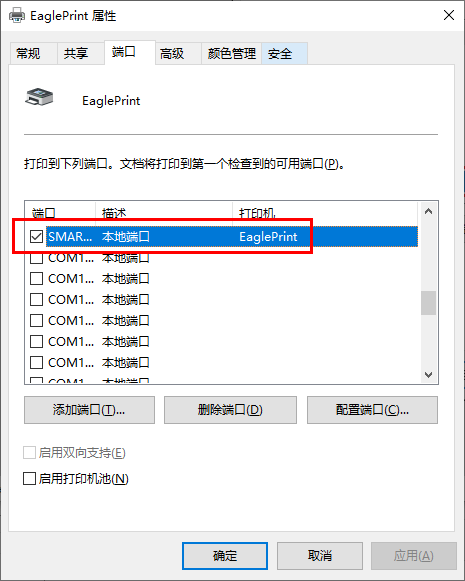 EaglePrint 属性
常规 共享 端口 高级 颜色管理 安全
EaglePrint
打印到下列端口。文档将打印到第一个检查到的可用端口(P)。
端口 描述 打印机
SMAR... 本地端口 EaglePrint
COM1... 本地端口
COM1... 本地端口
COM1... 本地端口
COM1... 本地端口
COM1... 本地端口
COM1... 本地端口
COM1... 本地端口
添加端口(T)... 删除端口(D) 配置端口(C)...
启用双向支持(E)
启用打印机池(N)
确定 取消 应用(A)